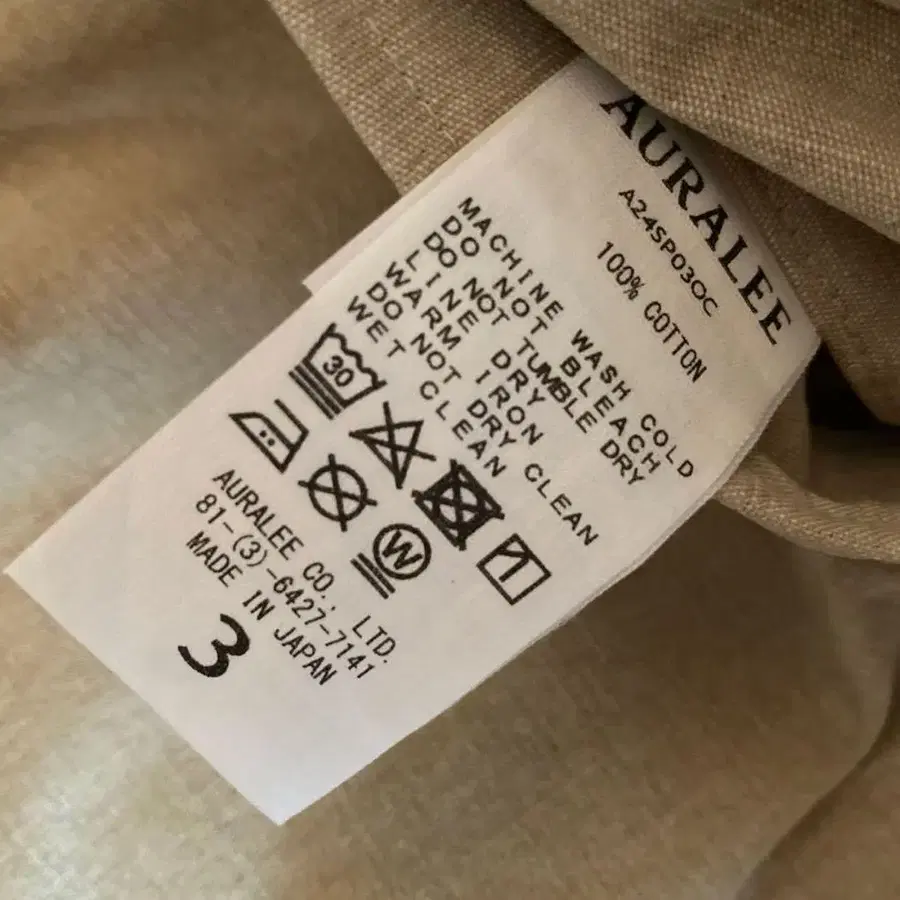 AURALEE
A24SP03OC
100% COTTON
MACHINE WASH COLD
DO NOT BLEACH
DO NOT TUMBLE DRY
LINE DRY
WARM IRON
DO NOT DRY CLEAN
WET CLEAN
30
W
AURALEE CO., LTD.
81-(3)-6427-7141
MADE IN JAPAN
3